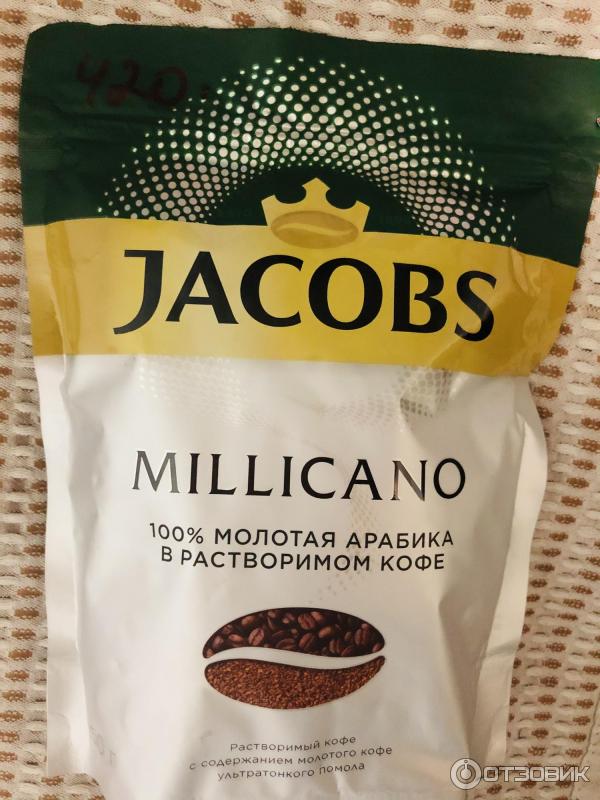 420
JACOBS
MILLICANO
100% МОЛОТАЯ АРАБИКА
В РАСТВОРИМОМ КОФЕ
Растворимый кофе
с содержанием молотого кофе
ультратонкого помола
ОТЗОВИК